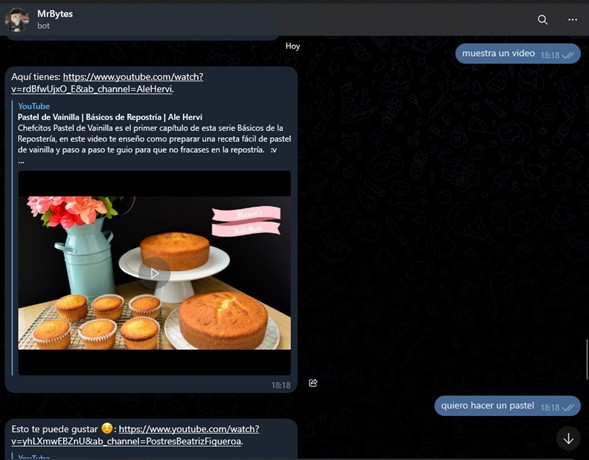 MrBytes
bot
Hoy
muestra un video 18:18
Aquí tienes: https://www.youtube.com/watch?
v=rdBfwUjxO_E&ab_channel=AleHervi.
YouTube
Pastel de Vainilla | Básicos de Repostría | Ale Hervi
Chefcitos Pastel de Vainilla es el primer capítulo de esta serie Básicos de la
Repostería, en este video te enseño como preparar una receta fácil de pastel
de vainilla y paso a paso te guio para que no fracases en la repostría. :v
...
18:18
quiero hacer un pastel 18:18
Esto te puede gustar 😌: https://www.youtube.com/watch?
v=yhLXmwEBZnU&ab_channel=PostresBeatrizFigueroa.
YouTube